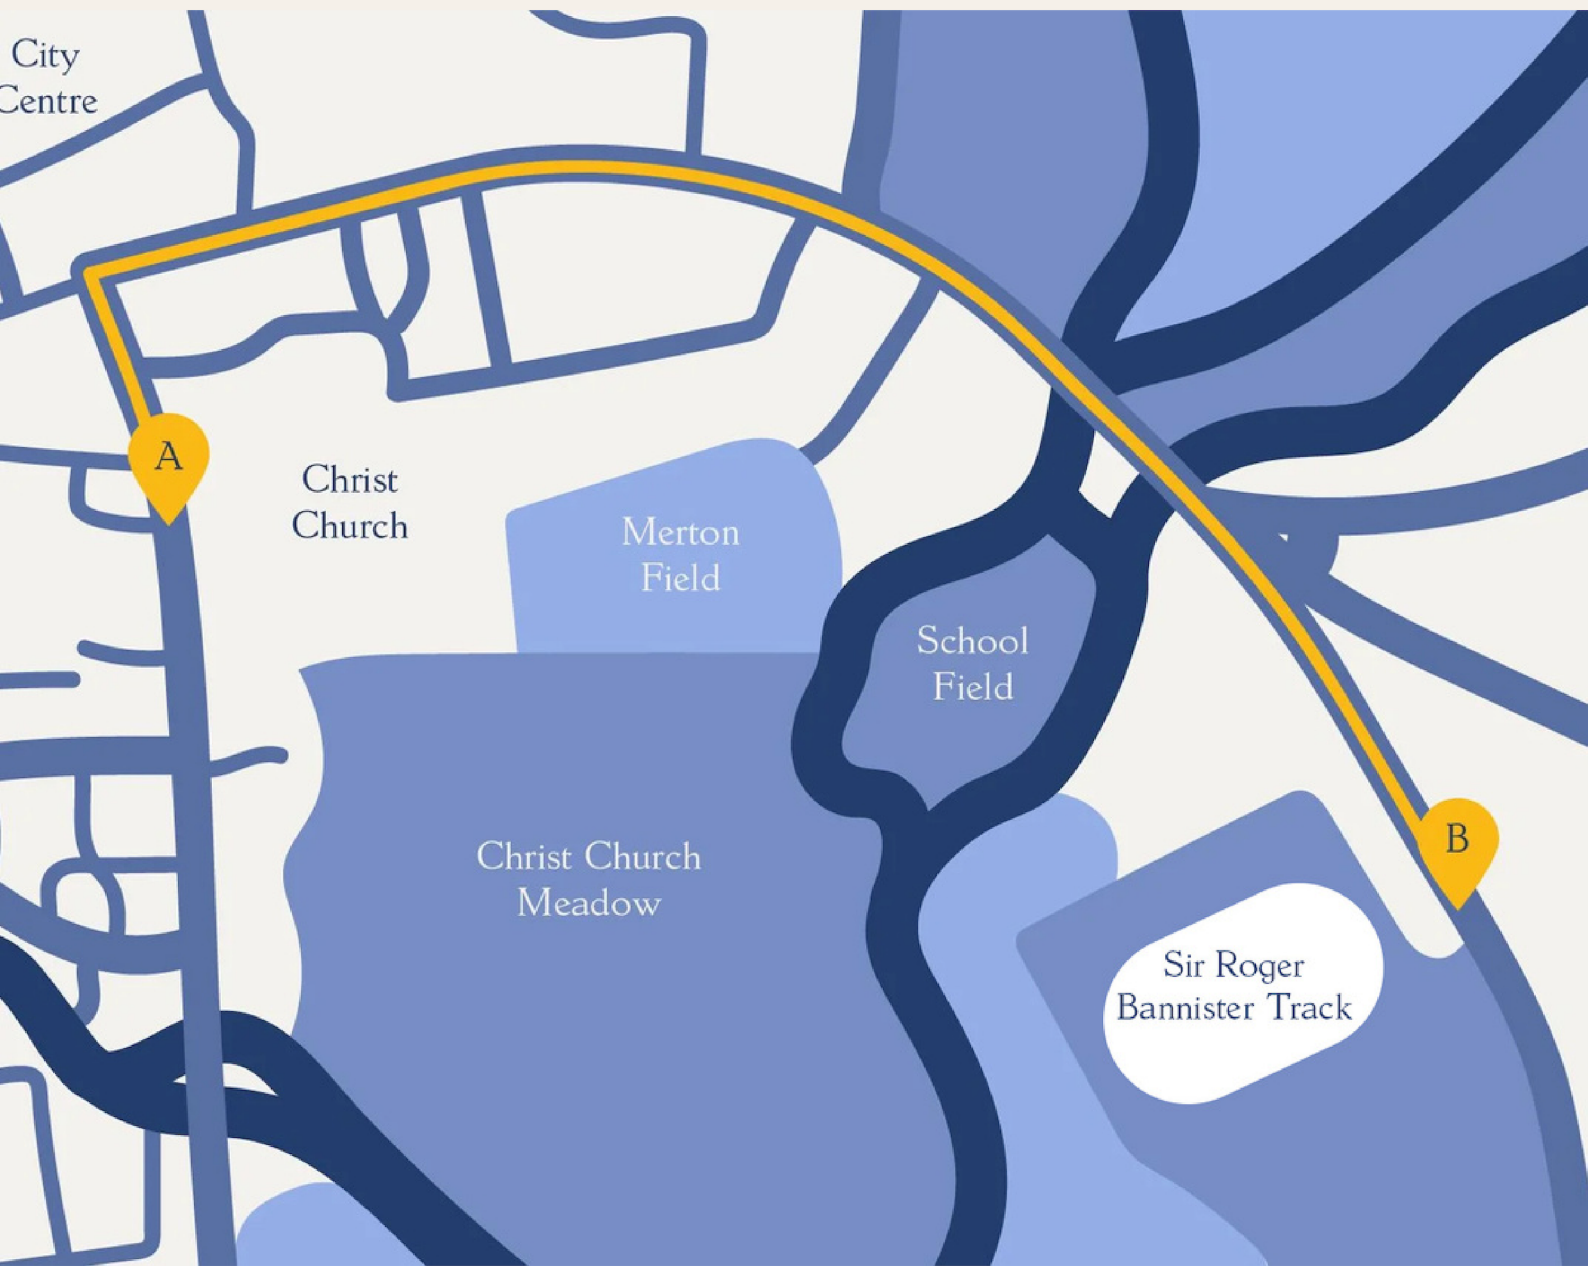 City
Centre
A
Christ
Church
Merton
Field
School
Field
Christ Church
Meadow
B
Sir Roger
Bannister Track